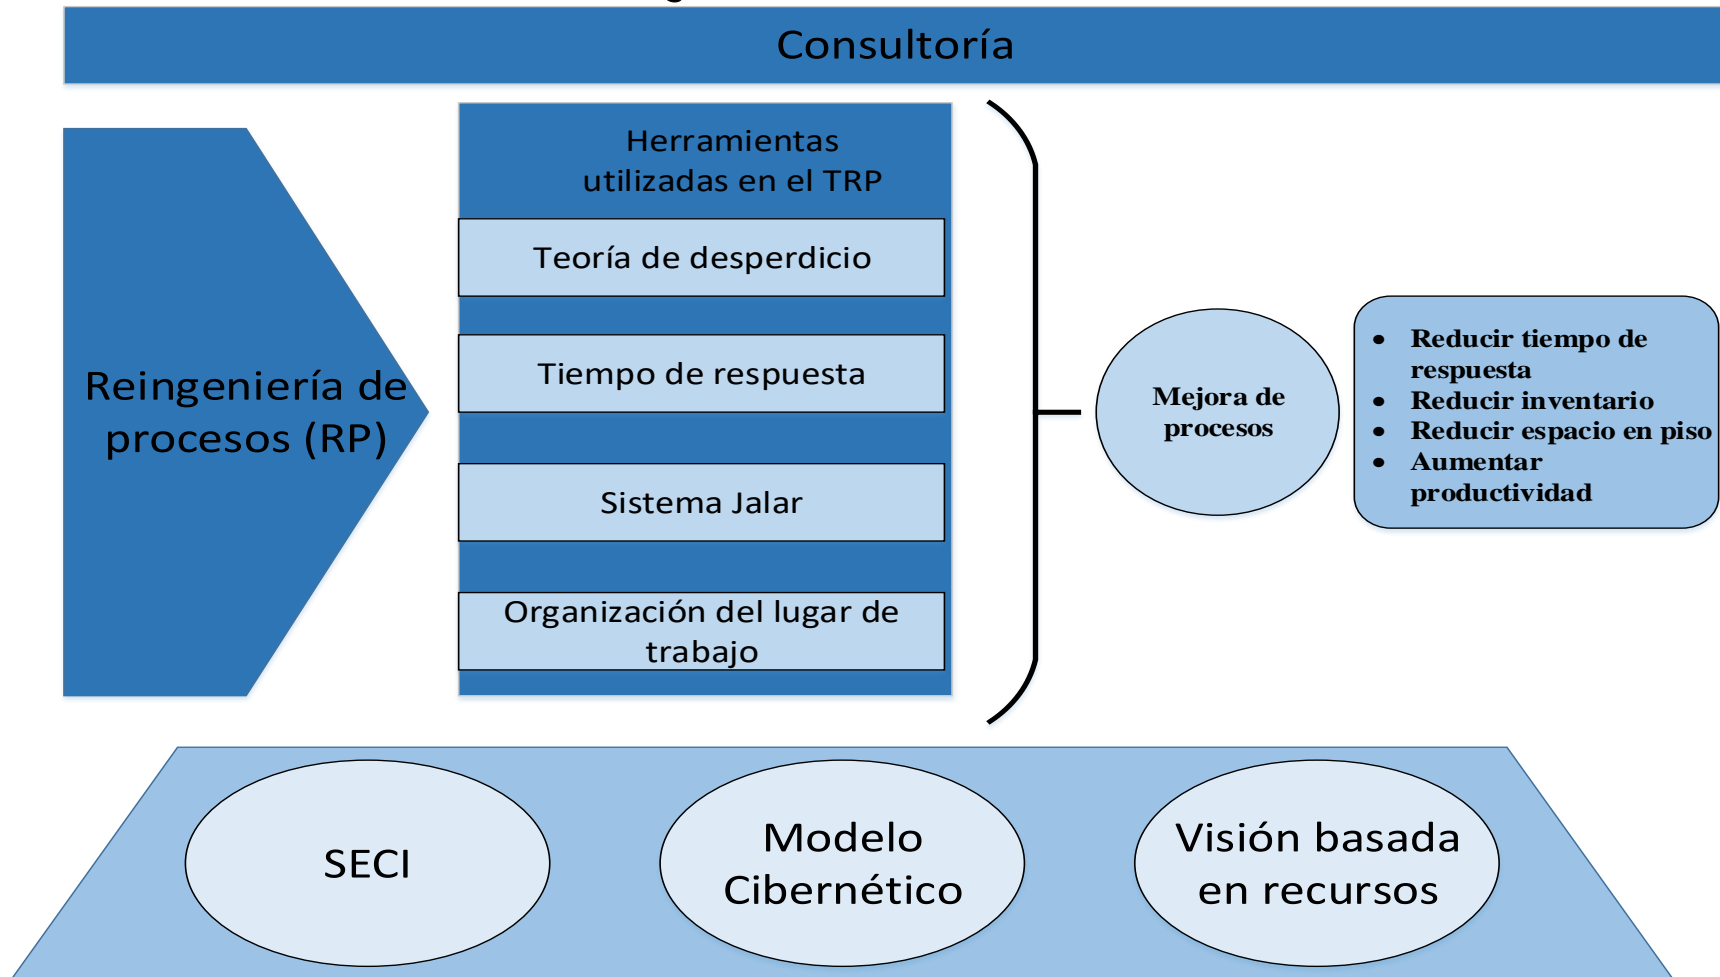 Consultoría
Herramientas
utilizadas en el TRP
Teoría de desperdicio
Tiempo de respuesta
Sistema Jalar
Organización del lugar de
trabajo
Reingeniería de
procesos (RP)
Mejora de
procesos
• Reducir tiempo de
respuesta
• Reducir inventario
• Reducir espacio en piso
• Aumentar
productividad
SECI
Modelo
Cibernético
Visión basada
en recursos